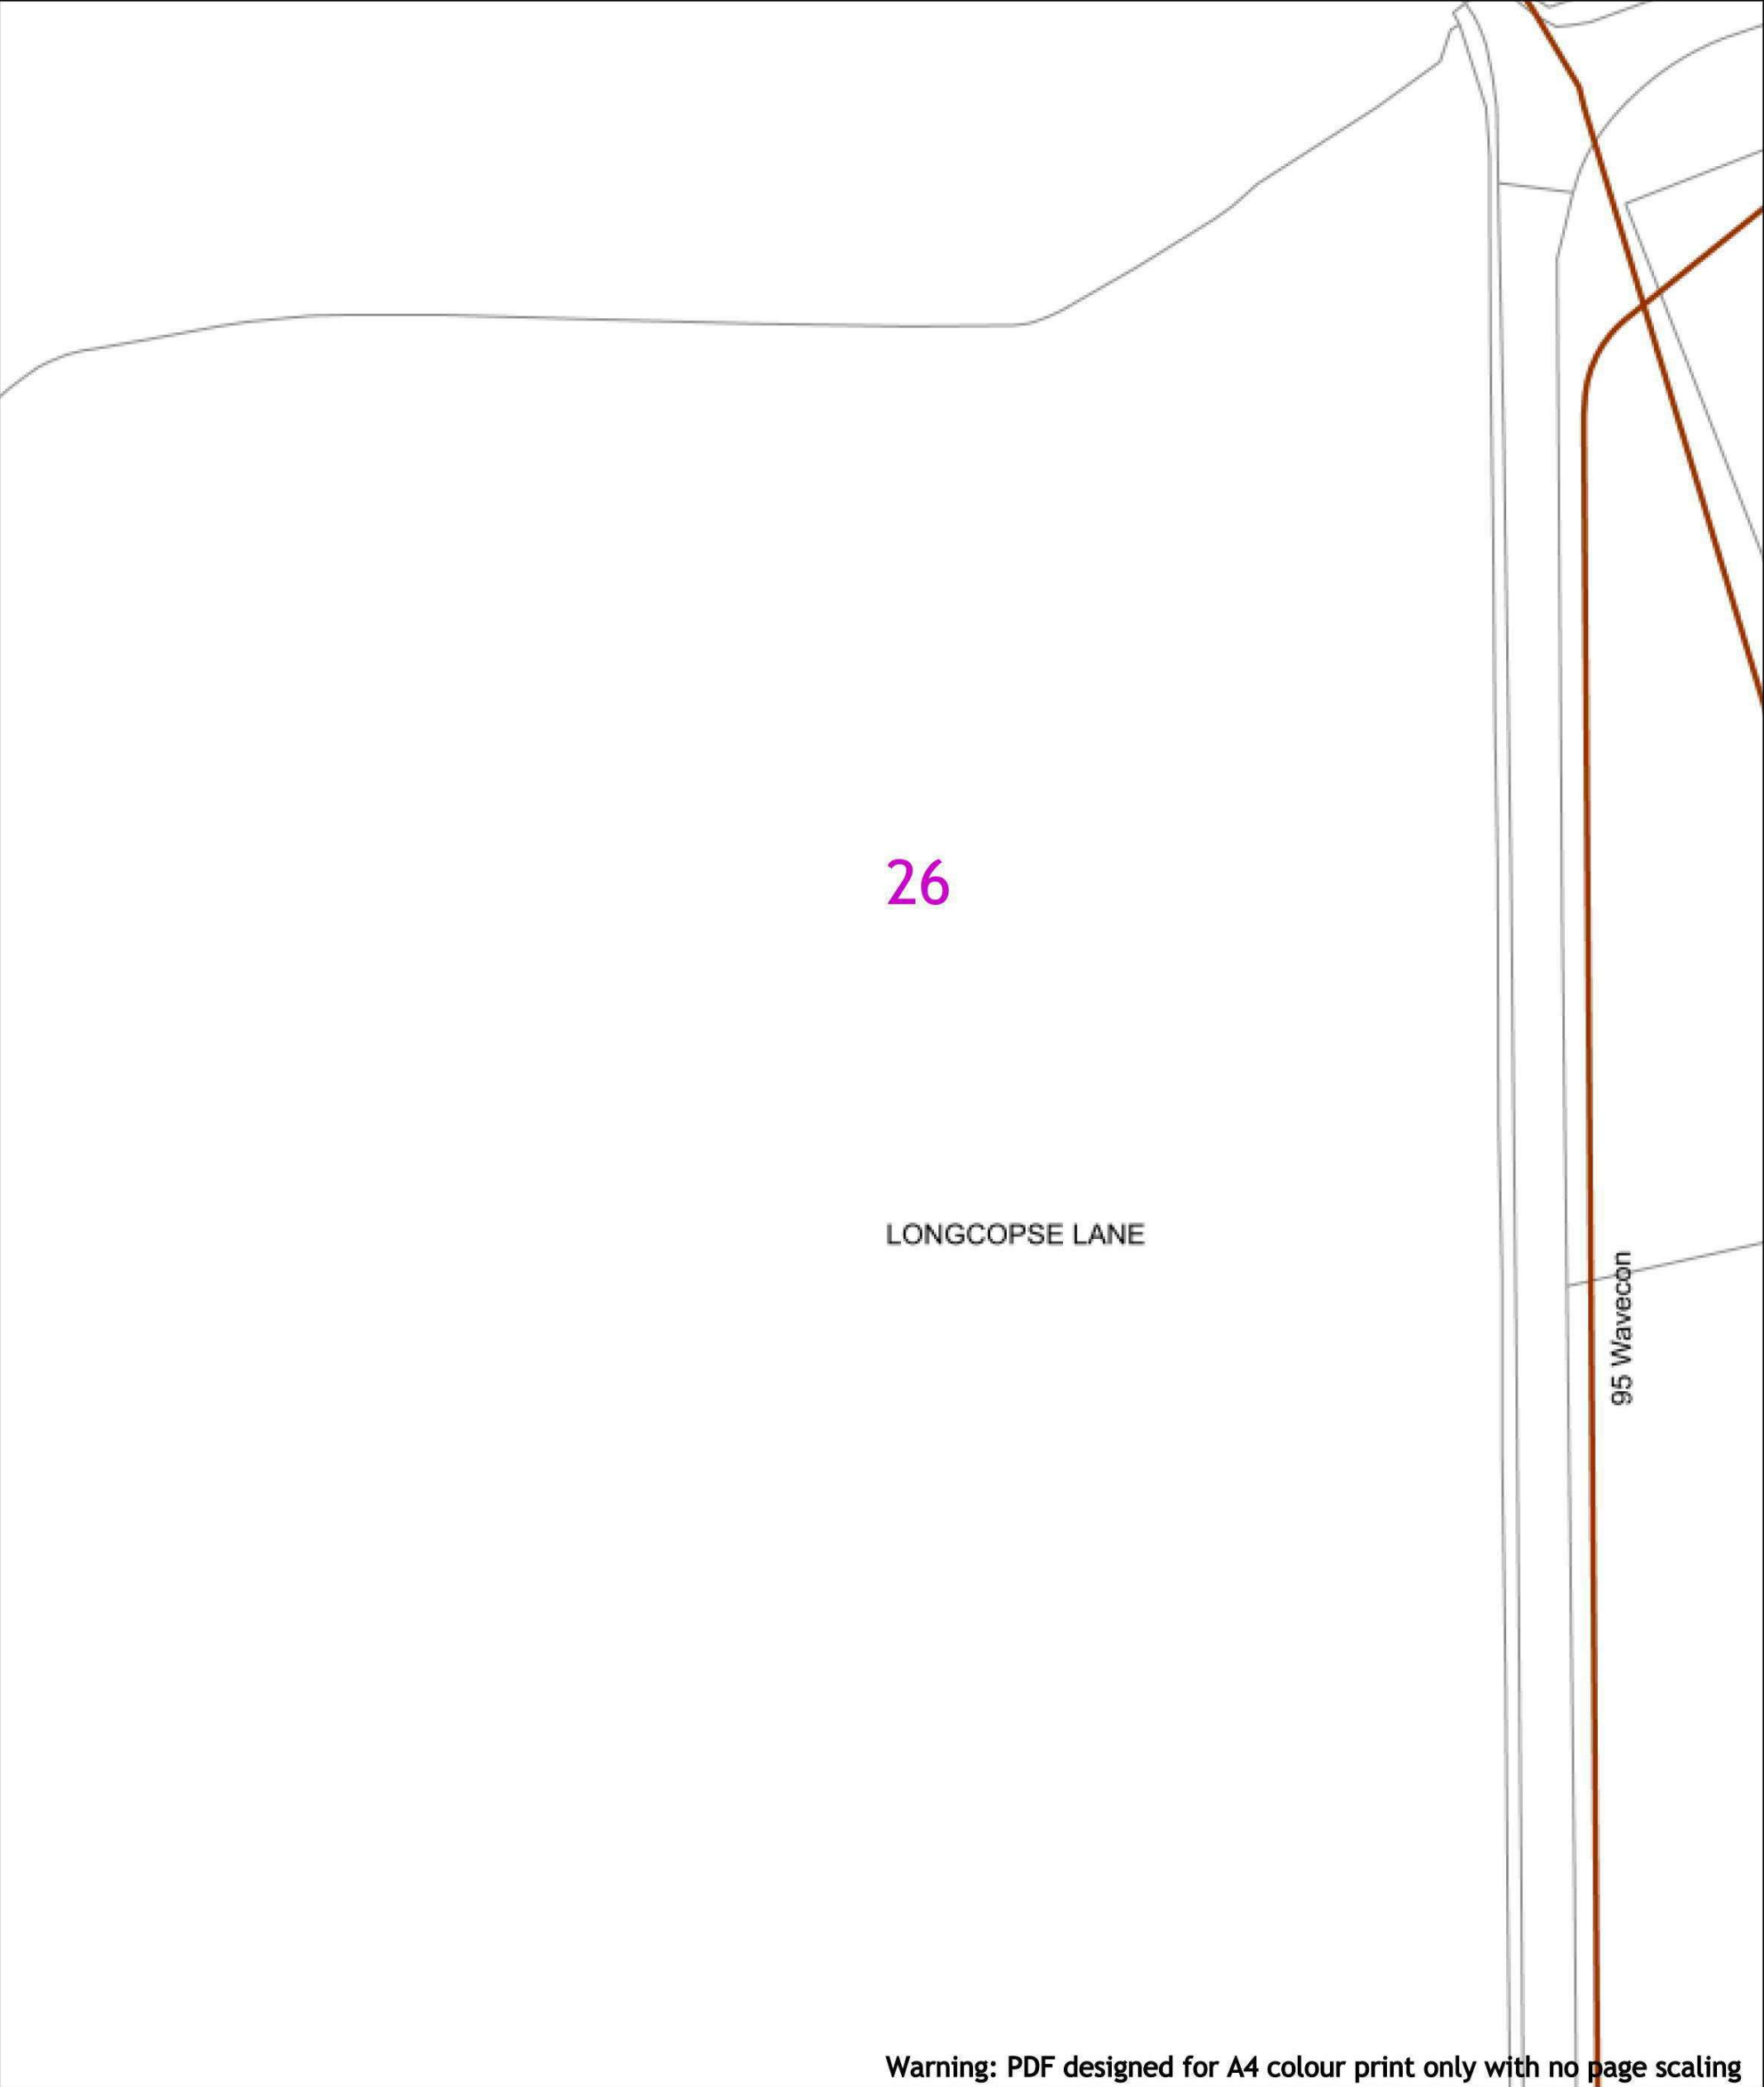 26
LONGCOPSE LANE
95 Wavecon
Warning: PDF designed for A4 colour print only with no page scaling